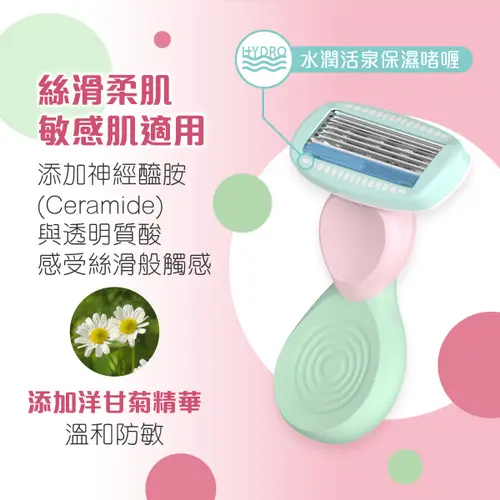 HYDRO
水潤活泉保濕啫喱
絲滑柔肌
敏感肌適用
添加神經醯胺
(Ceramide)
與透明質酸
感受絲滑般觸感
添加洋甘菊精華
溫和防敏